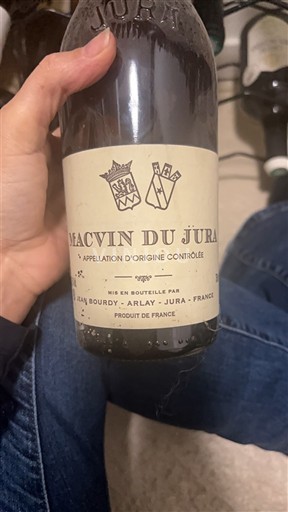 JURA
MACVIN DU JURA
APPELLATION D'ORIGINE CONTRÔLÉE
MIS EN BOUTEILLE PAR
JEAN BOURDY - ARLAY - JURA - FRANCE
PRODUIT DE FRANCE